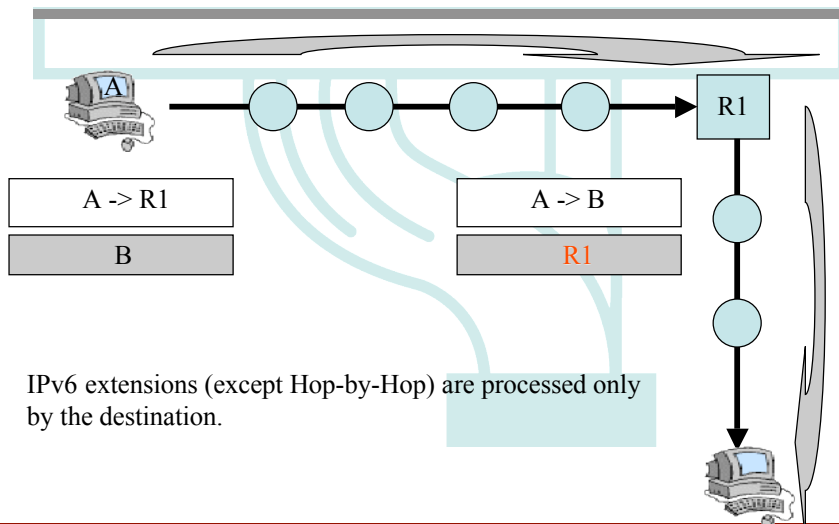 A
R1
A -> R1
B
A -> B
R1
IPv6 extensions (except Hop-by-Hop) are processed only
by the destination.